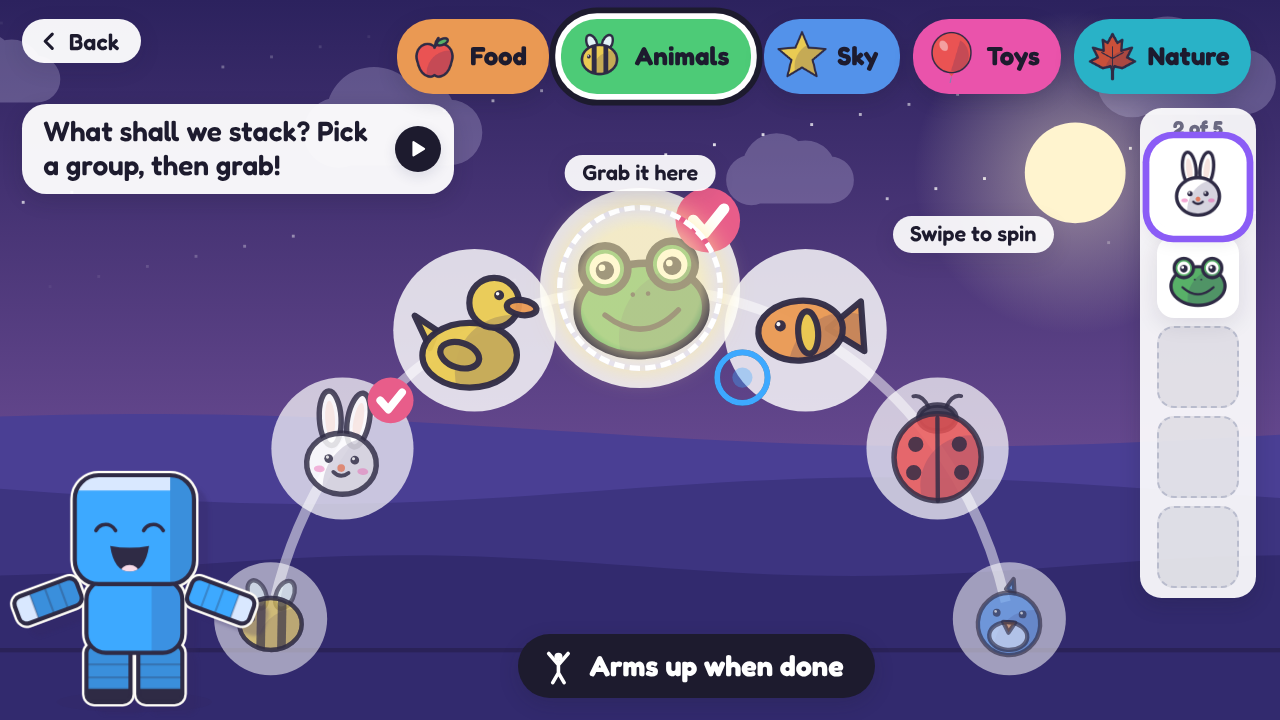 Back
Food
Animals
Sky
Toys
Nature
What shall we stack? Pick
a group, then grab!
2 of 5
Grab it here
Swipe to spin
Arms up when done